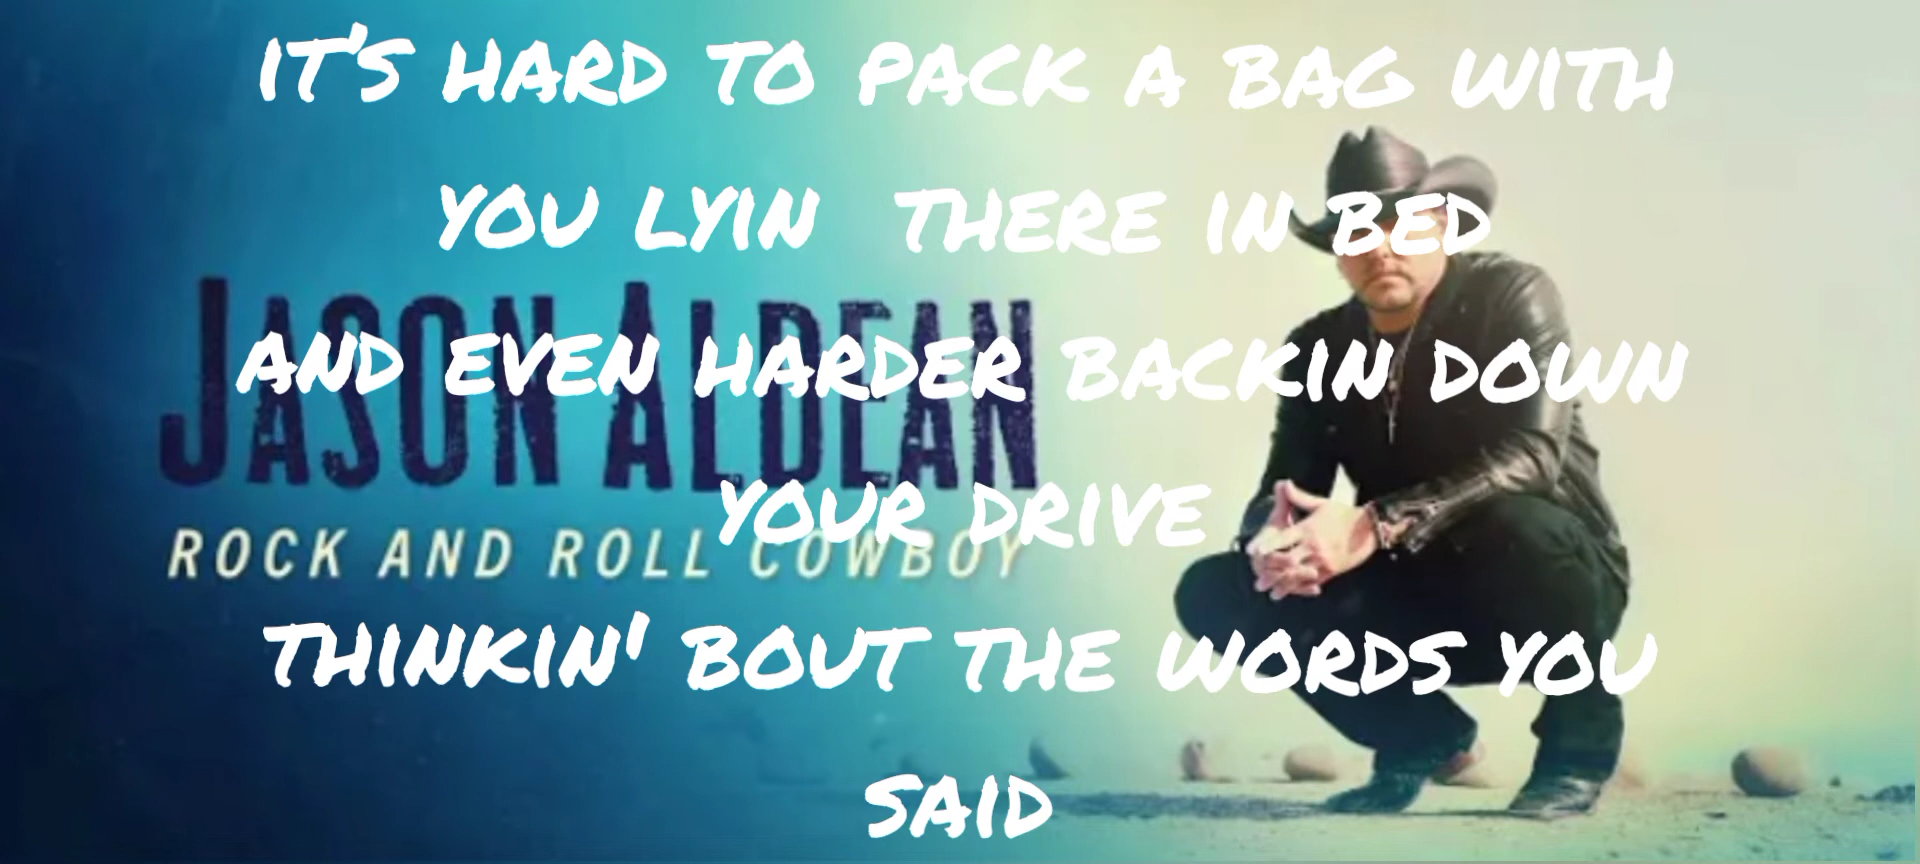 IT'S HARD TO PACK A BAG WITH
YOU LYIN THERE IN BED
JASON ALDEAN
AND EVEN HARDER BACKIN DOWN
YOUR DRIVE
ROCK AND ROLL COWBOY
THINKIN' BOUT THE WORDS YOU
SAID